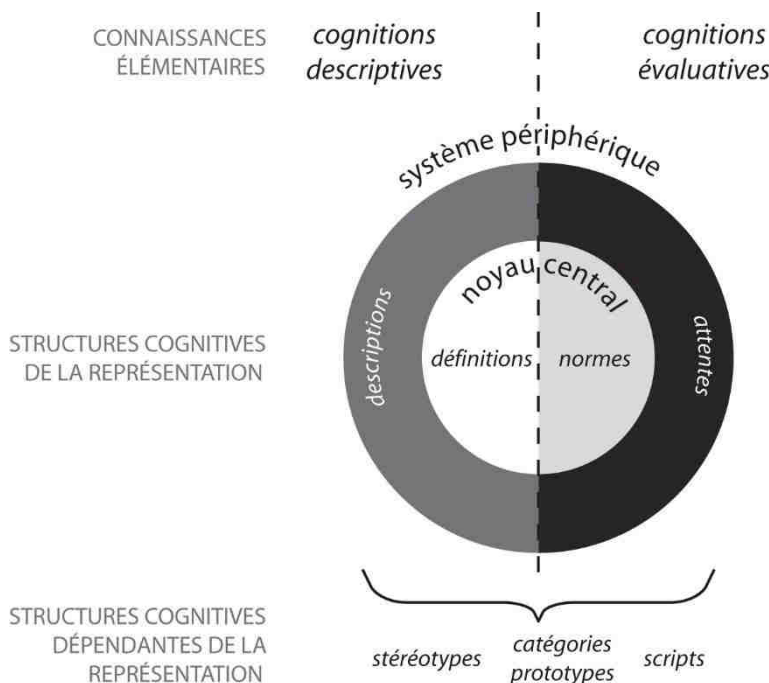 CONNAISSANCES
ÉLÉMENTAIRES
cognitions
descriptives
cognitions
évaluatives
système périphérique
noyau central
STRUCTURES COGNITIVES
DE LA REPRÉSENTATION
descriptions
définitions
normes
attentes
STRUCTURES COGNITIVES
DÉPENDANTES DE LA
REPRÉSENTATION
stéréotypes
catégories
prototypes
scripts